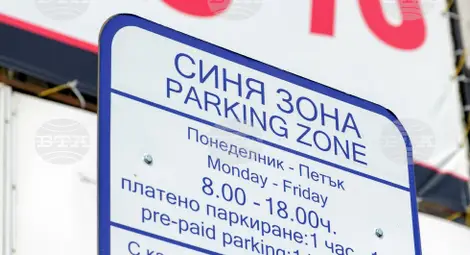 СИНЯ ЗОНА
PARKING ZONE
Понеделник - Петък
Monday - Friday
8.00 - 18.00ч.
платено паркиране:1 час
pre-paid parking:1
С